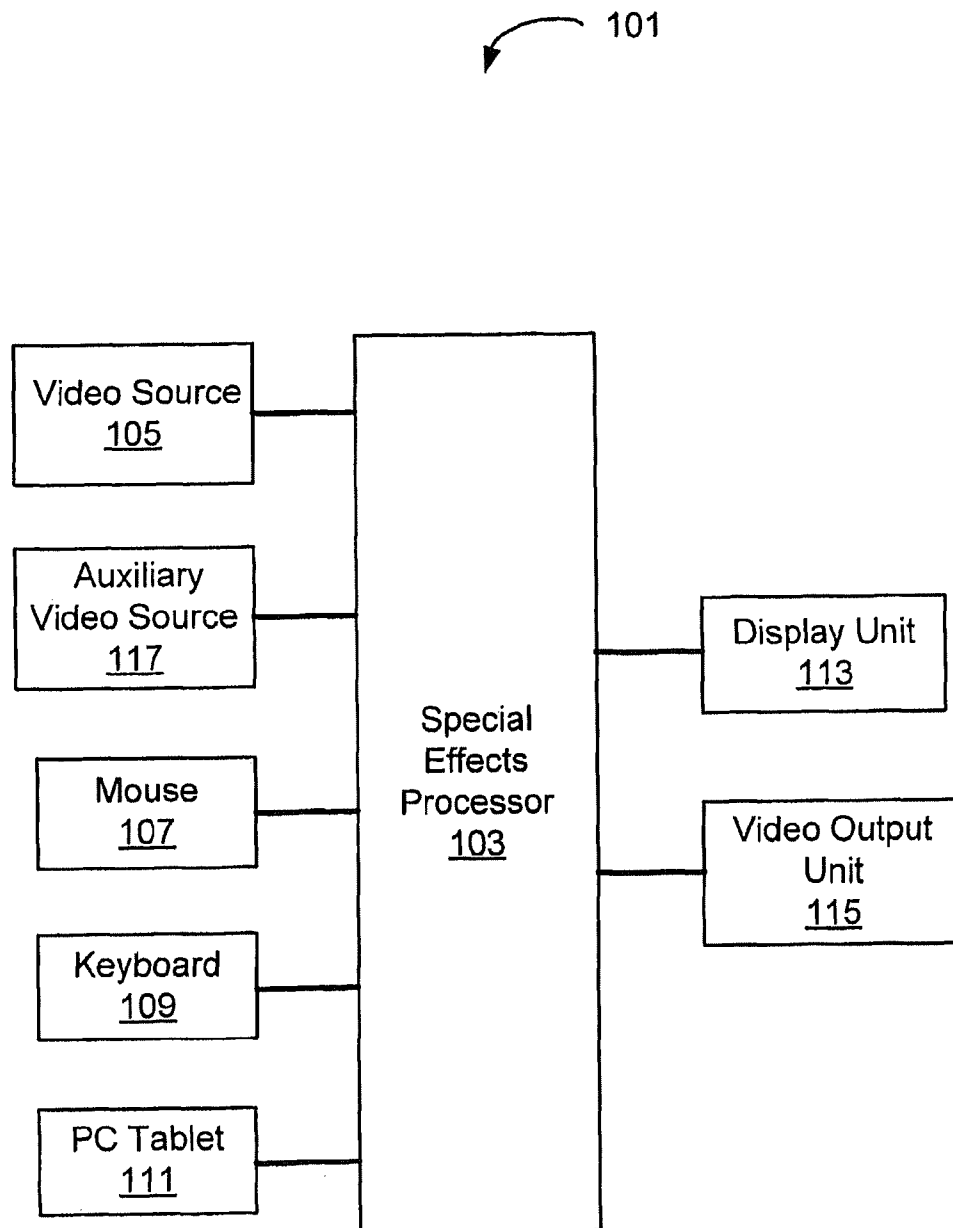 101
Video Source
105
Auxiliary
Video Source
117
Mouse
107
Keyboard
109
PC Tablet
111
Special
Effects
Processor
103
Display Unit
113
Video Output
Unit
115